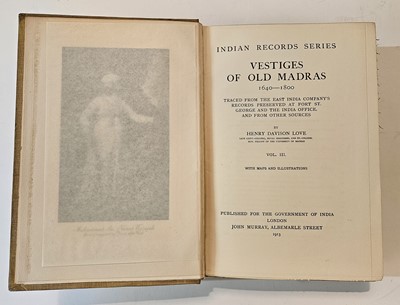 INDIAN RECORDS SERIES
VESTIGES
OF OLD MADRAS
1640—1800
TRACED FROM THE EAST INDIA COMPANY'S
RECORDS PRESERVED AT FORT ST.
GEORGE AND THE INDIA OFFICE,
AND FROM OTHER SOURCES
BY
HENRY DAVISON LOVE
VOL. III.
WITH MAPS AND ILLUSTRATIONS
PUBLISHED FOR THE GOVERNMENT OF INDIA
LONDON
JOHN MURRAY, ALBEMARLE STREET
1913